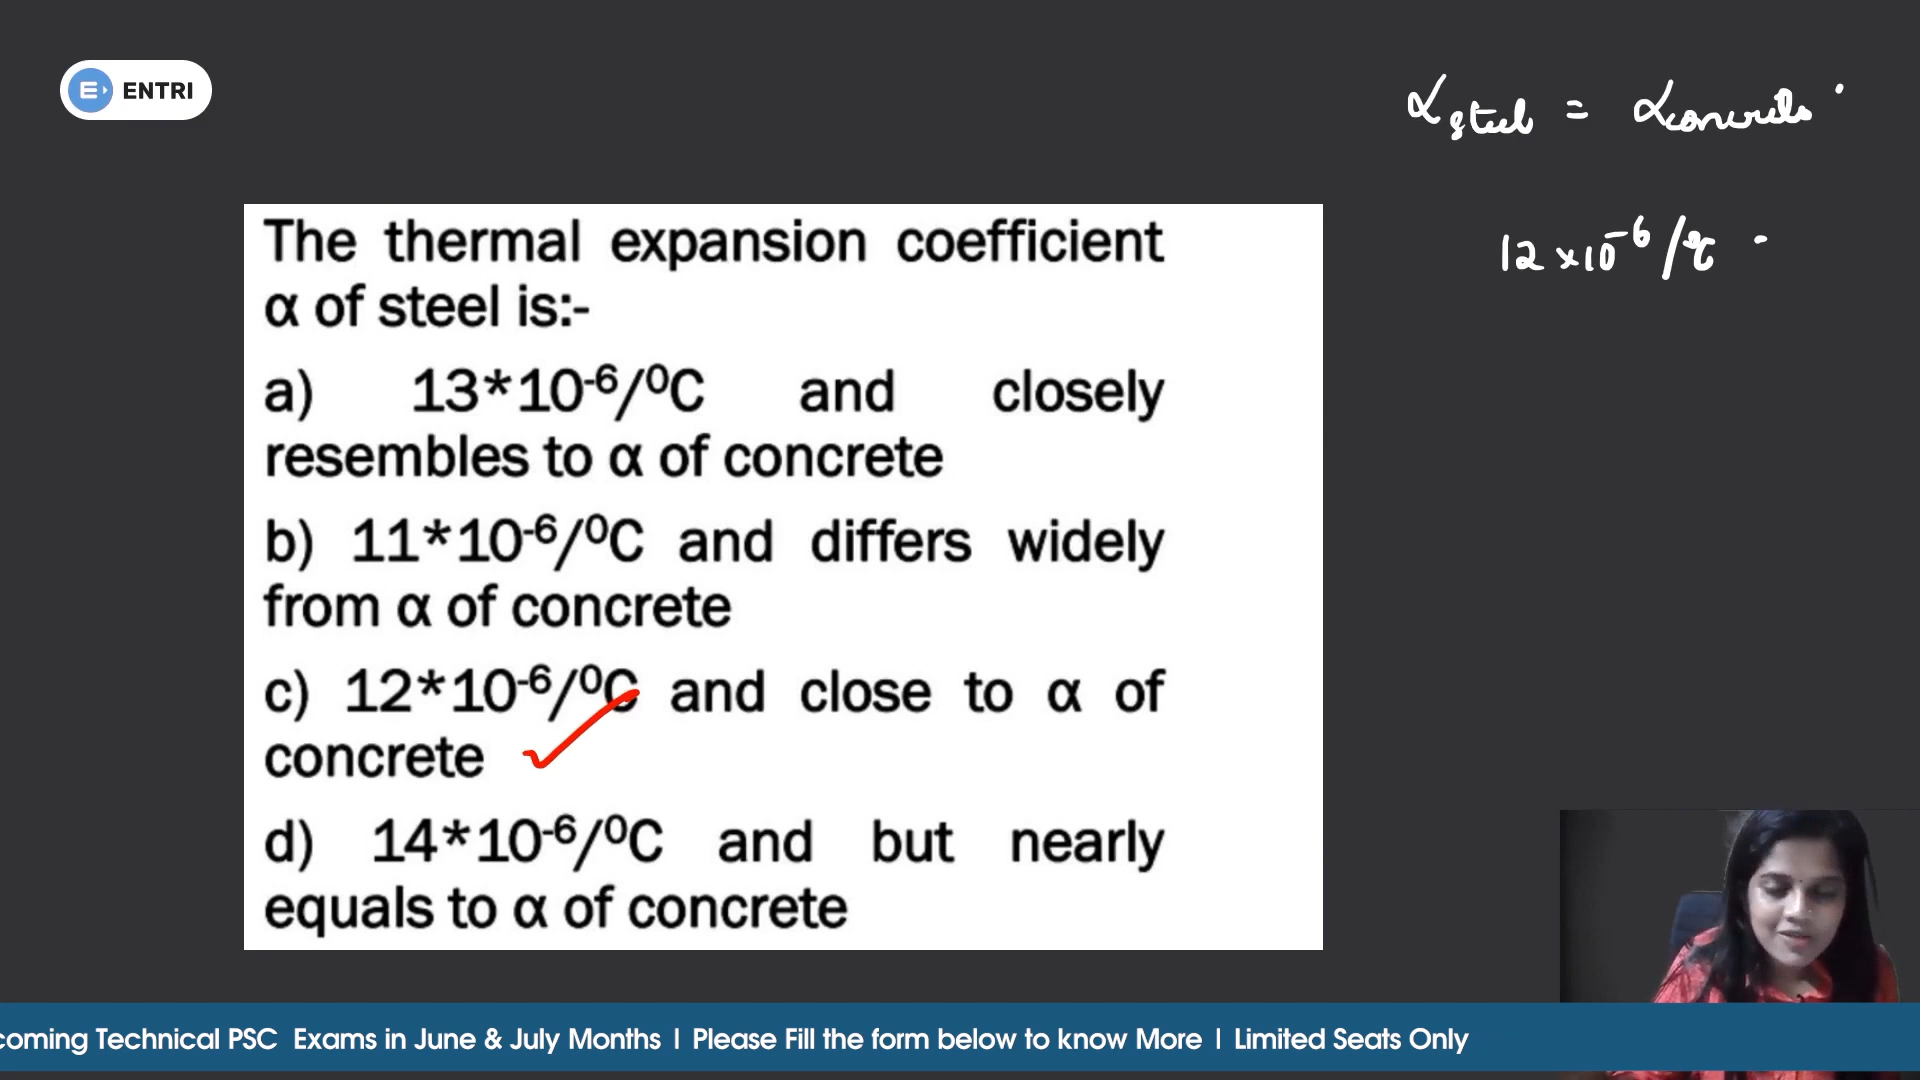 ENTRI
α steel = α concrete
12 × 10⁻⁶ /°C
The thermal expansion coefficient
α of steel is:-
a) 13*10⁻⁶/⁰C and closely
resembles to α of concrete
b) 11*10⁻⁶/⁰C and differs widely
from α of concrete
c) 12*10⁻⁶/⁰C and close to α of
concrete
d) 14*10⁻⁶/⁰C and but nearly
equals to α of concrete
coming Technical PSC Exams in June & July Months | Please Fill the form below to know More | Limited Seats Only